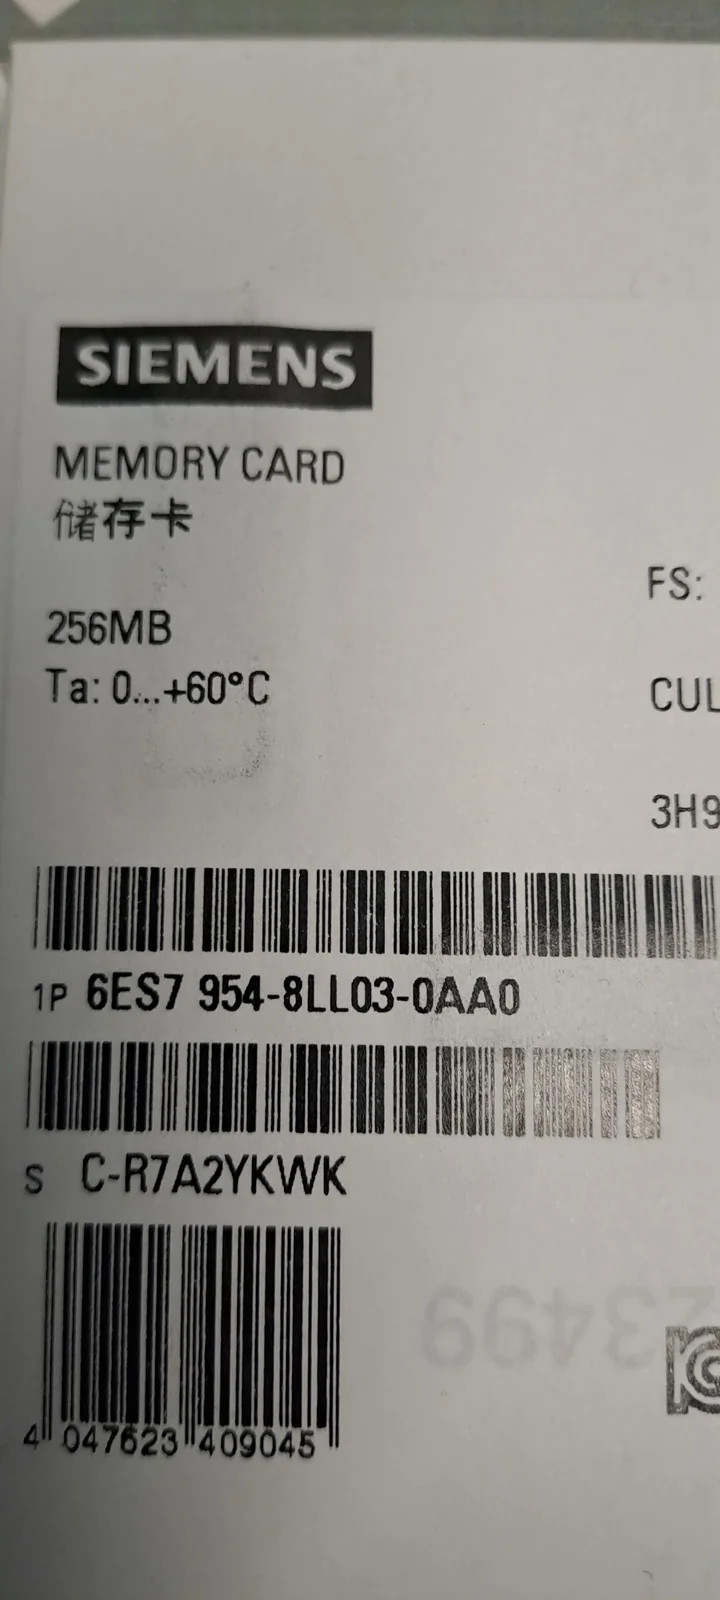 SIEMENS
MEMORY CARD
储存卡
256MB
Ta: 0...+60°C
FS:
CUL
3H9
1P 6ES7 954-8LL03-0AA0
S C-R7A2YKWK
23499
4 047623 409045